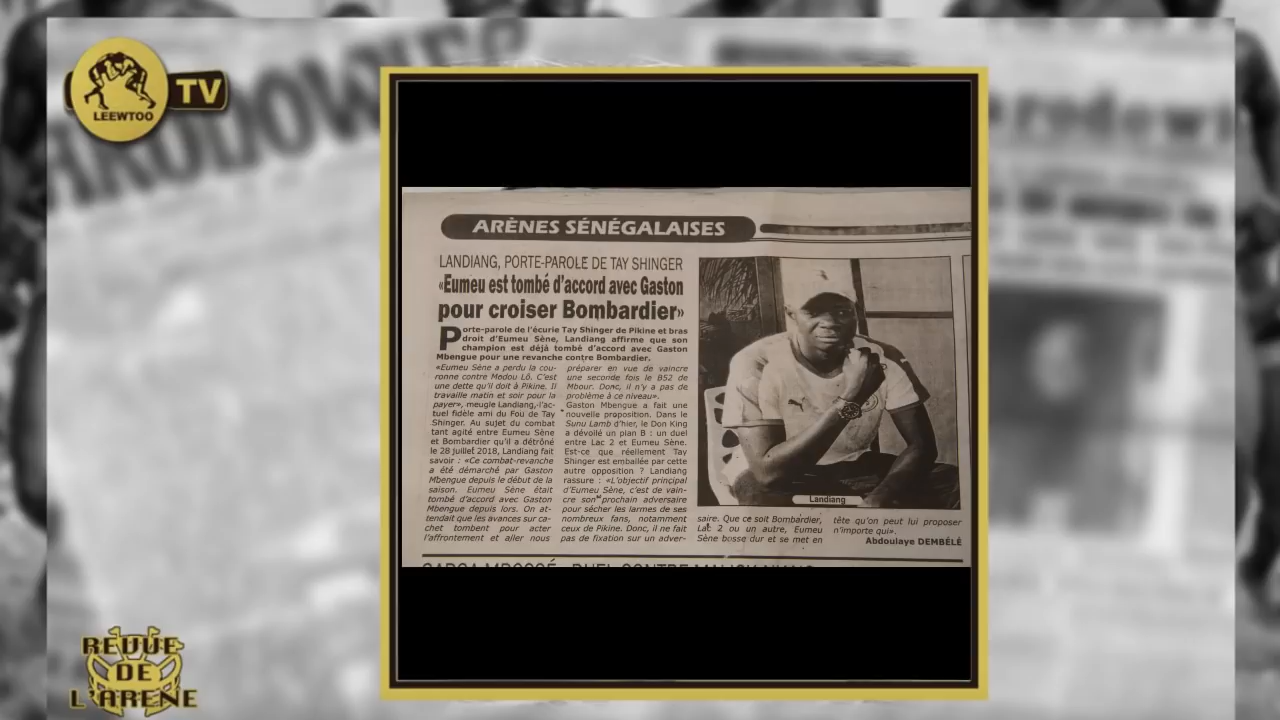 LEEWTOO
TV
ARÈNES SÉNÉGALAISES
LANDIANG, PORTE-PAROLE DE TAY SHINGER
«Eumeu est tombé d'accord avec Gaston
pour croiser Bombardier»
Porte-parole de l'écurie Tay Shinger de Pikine et bras
droit d'Eumeu Sène, Landiang affirme que son
champion est déjà tombé d'accord avec Gaston
Mbengue pour une revanche contre Bombardier.
«Eumeu Sène a perdu la cou-
ronne contre Modou Lô. C'est
une dette qu'il doit à Pikine. Il
travaille matin et soir pour la
payer», meugle Landiang, l'ac-
tuel fidèle ami du Fou de Tay
Shinger. Au sujet du combat
tant agité entre Eumeu Sène
et Bombardier qu'il a détrôné
le 28 juillet 2018, Landiang fait
savoir : «Ce combat-revanche
a été démarché par Gaston
Mbengue depuis le début de la
saison. Eumeu Sène était
tombé d'accord avec Gaston
Mbengue depuis lors. On at-
tendait que les avances sur ca-
chet tombent pour acter
l'affrontement et aller nous
préparer en vue de vaincre
une seconde fois le B52 de
Mbour. Donc, il n'y a pas de
problème à ce niveau».
Gaston Mbengue a fait une
nouvelle proposition. Dans le
Sunu Lamb d'hier, le Don King
a dévoilé un plan B : un duel
entre Lac 2 et Eumeu Sène.
Est-ce que réellement Tay
Shinger est embailée par cette
autre opposition ? Landiang
rassure : «L'objectif principal
d'Eumeu Sène, c'est de vain-
cre son prochain adversaire
pour sécher les larmes de ses
nombreux fans, notamment
ceux de Pikine. Donc, il ne fait
pas de fixation sur un adver-
Landiang
saire. Que ce soit Bombardier,
Lac 2 ou un autre, Eumeu
Sène bosse dur et se met en
tête qu'on peut lui proposer
n'importe qui».
Abdoulaye DEMBÉLÉ
REVUE
DE
L'ARENE